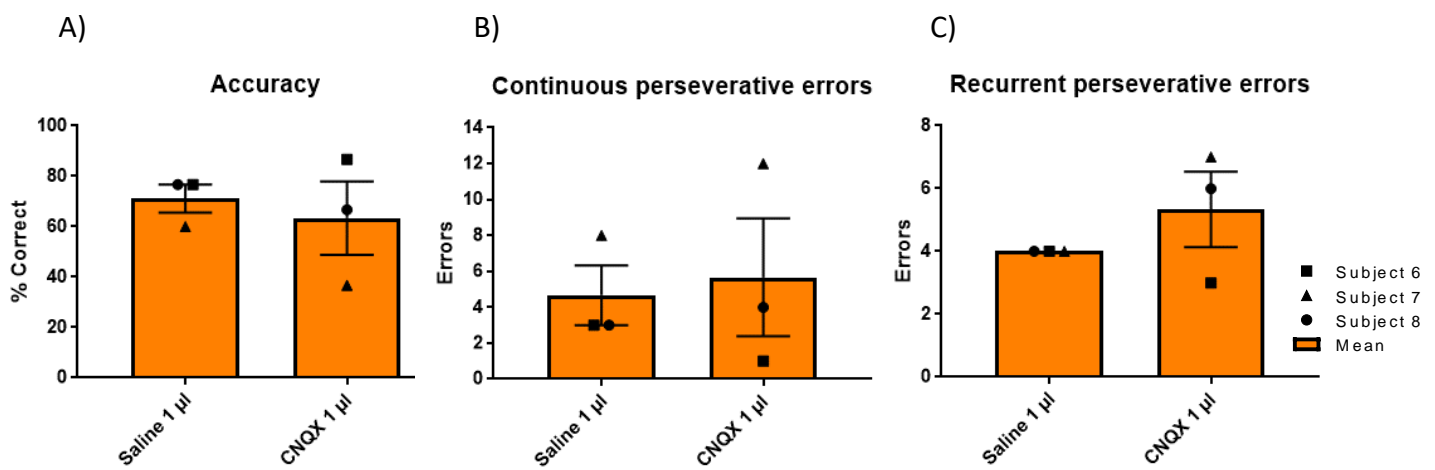 A)
B)
C)
Accuracy
Continuous perseverative errors
Recurrent perseverative errors
% Correct
100
80
60
40
20
0
Saline 1 µl
CNQX 1 µl
Errors
14
12
10
8
6
4
2
0
Saline 1 µl
CNQX 1 µl
Errors
8
6
4
2
0
Saline 1 µl
CNQX 1 µl
Subject 6
Subject 7
Subject 8
Mean